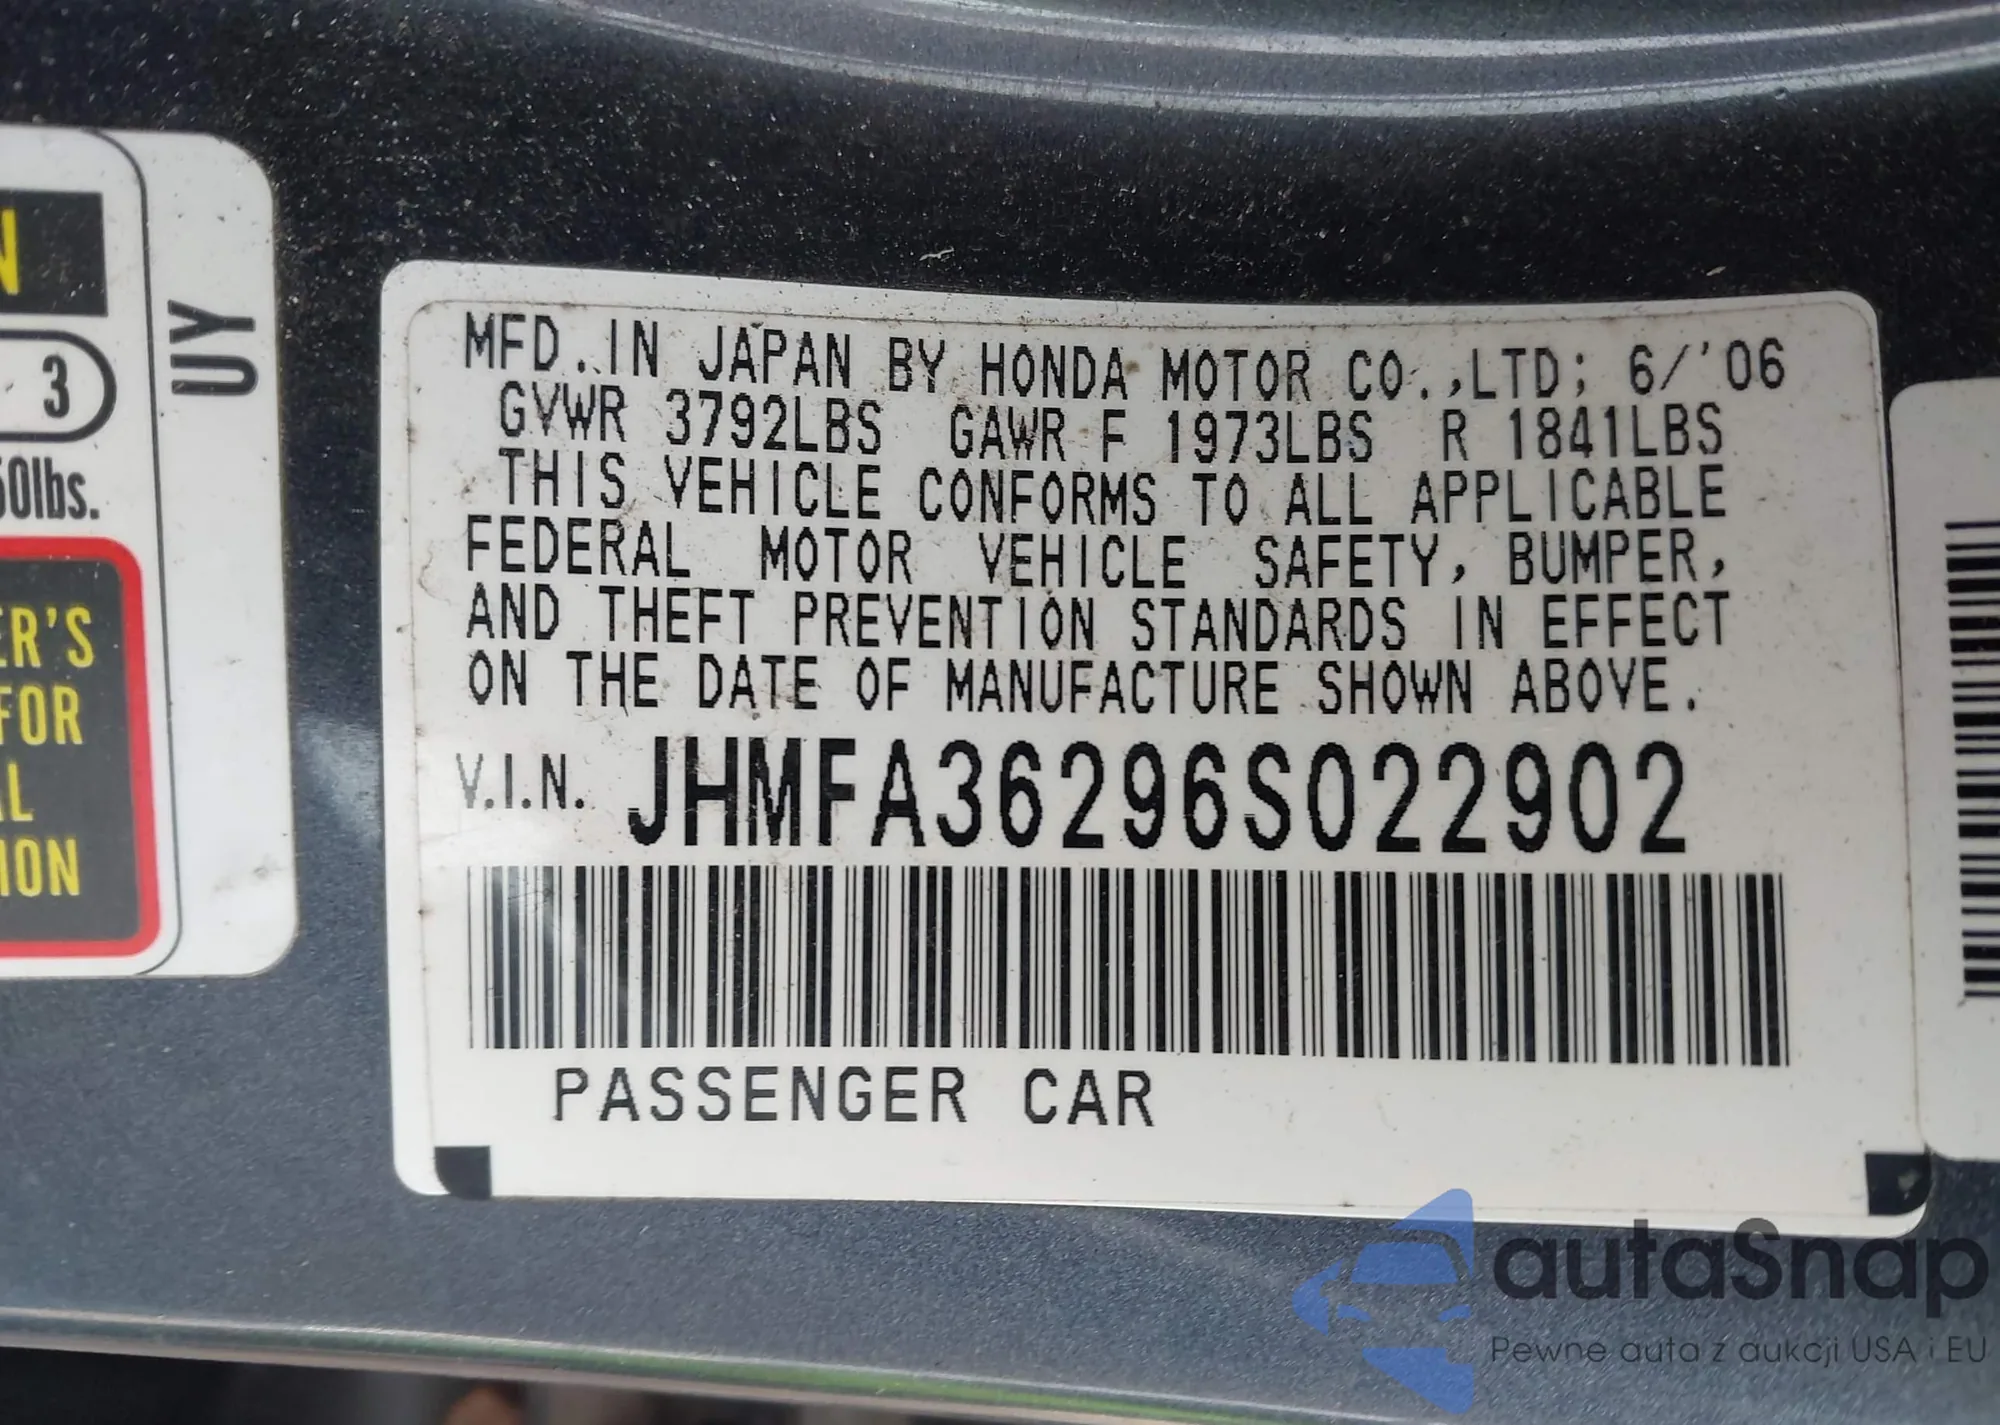 N
3
50lbs.
ER'S
FOR
AL
ION
UY
MFD. IN JAPAN BY HONDA MOTOR CO.,LTD; 6/'06
GVWR 3792LBS GAWR F 1973LBS R 1841LBS
THIS VEHICLE CONFORMS TO ALL APPLICABLE
FEDERAL MOTOR VEHICLE SAFETY, BUMPER,
AND THEFT PREVENTION STANDARDS IN EFFECT
ON THE DATE OF MANUFACTURE SHOWN ABOVE.
V.I.N. JHMFA36296S022902
PASSENGER CAR
autaSnap
Pewne auta z aukcji USA i EU